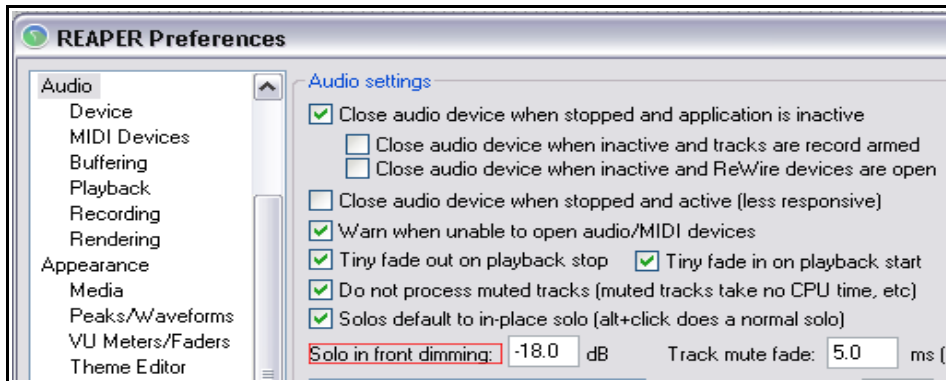 REAPER Preferences
Audio
Device
MIDI Devices
Buffering
Playback
Recording
Rendering
Appearance
Media
Peaks/Waveforms
VU Meters/Faders
Theme Editor
Audio settings
Close audio device when stopped and application is inactive
Close audio device when inactive and tracks are record armed
Close audio device when inactive and ReWire devices are open
Close audio device when stopped and active (less responsive)
Warn when unable to open audio/MIDI devices
Tiny fade out on playback stop Tiny fade in on playback start
Do not process muted tracks (muted tracks take no CPU time, etc)
Solos default to in-place solo (alt+click does a normal solo)
Solo in front dimming: -18.0 dB Track mute fade: 5.0 ms (